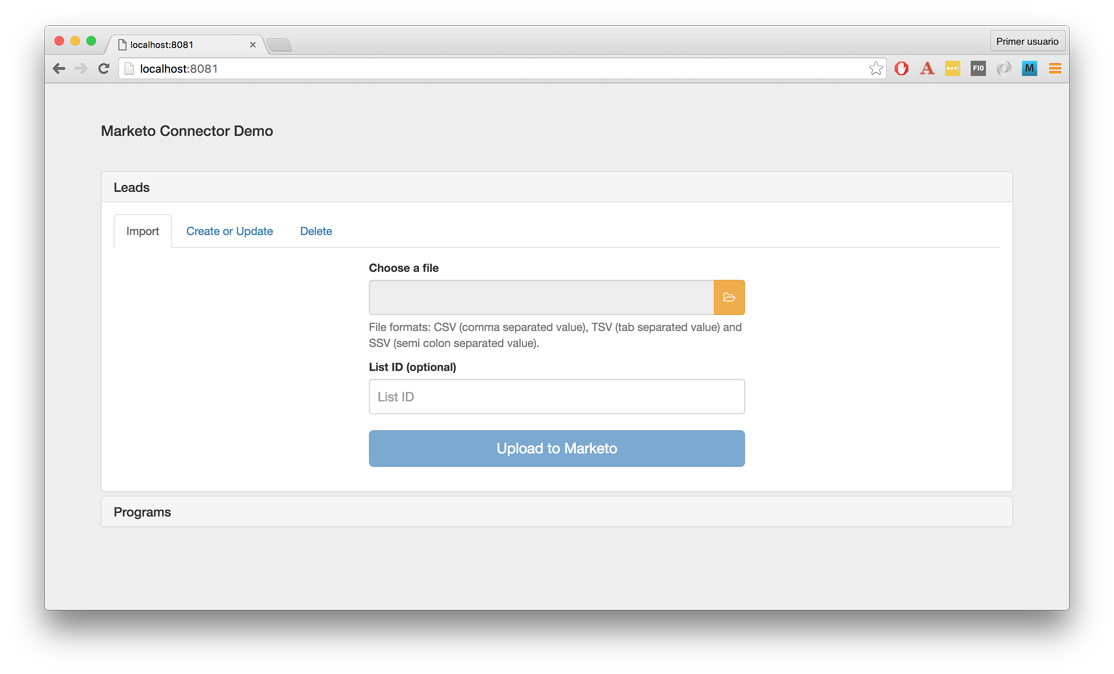 localhost:8081
Primer usuario
localhost:8081
FIO
M
Marketo Connector Demo
Leads
Import
Create or Update
Delete
Choose a file
File formats: CSV (comma separated value), TSV (tab separated value) and
SSV (semi colon separated value).
List ID (optional)
List ID
Upload to Marketo
Programs